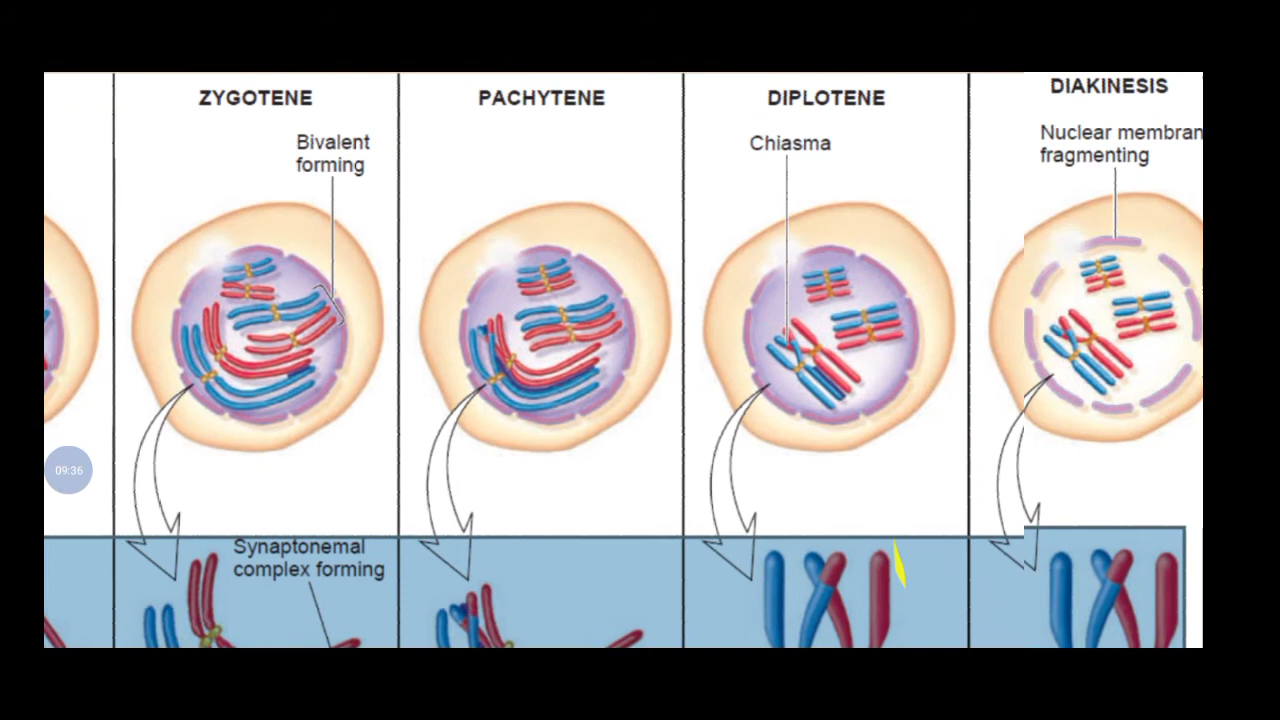 ZYGOTENE
PACHYTENE
DIPLOTENE
DIAKINESIS
Bivalent
forming
Chiasma
Nuclear membran
fragmenting
09:36
Synaptonemal
complex forming